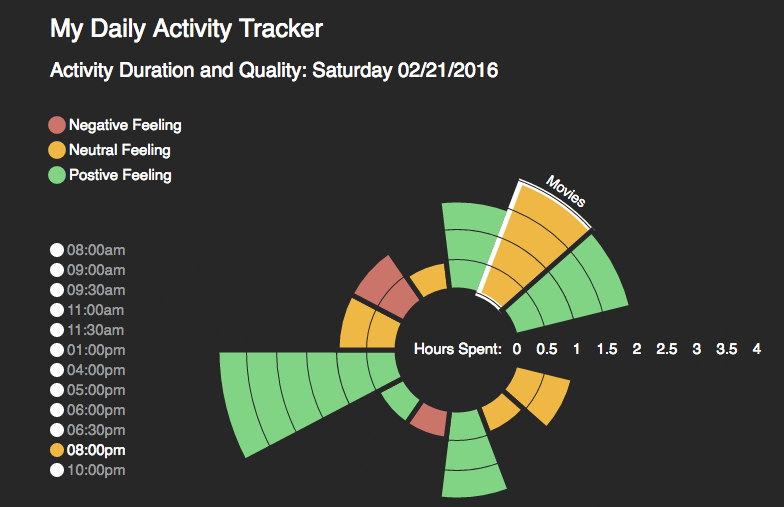 My Daily Activity Tracker
Activity Duration and Quality: Saturday 02/21/2016
Negative Feeling
Neutral Feeling
Postive Feeling
Movies
08:00am
09:00am
09:30am
11:00am
11:30am
01:00pm
04:00pm
05:00pm
06:00pm
06:30pm
08:00pm
10:00pm
Hours Spent: 0 0.5 1 1.5 2 2.5 3 3.5 4